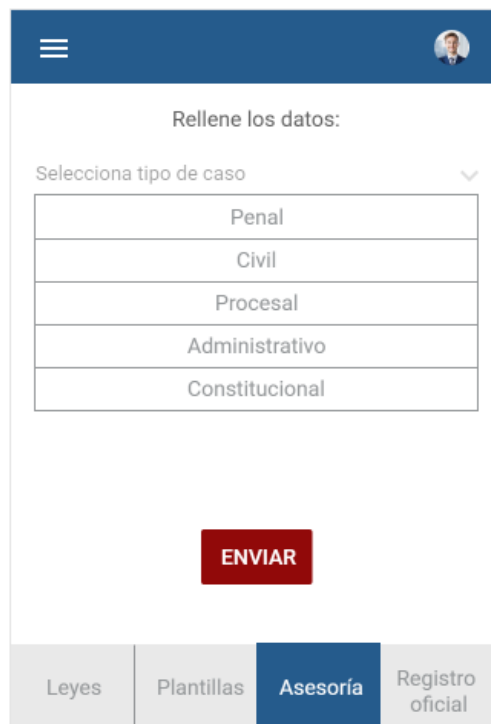 Rellene los datos:
Selecciona tipo de caso
Penal
Civil
Procesal
Administrativo
Constitucional
ENVIAR
Leyes
Plantillas
Asesoría
Registro
oficial